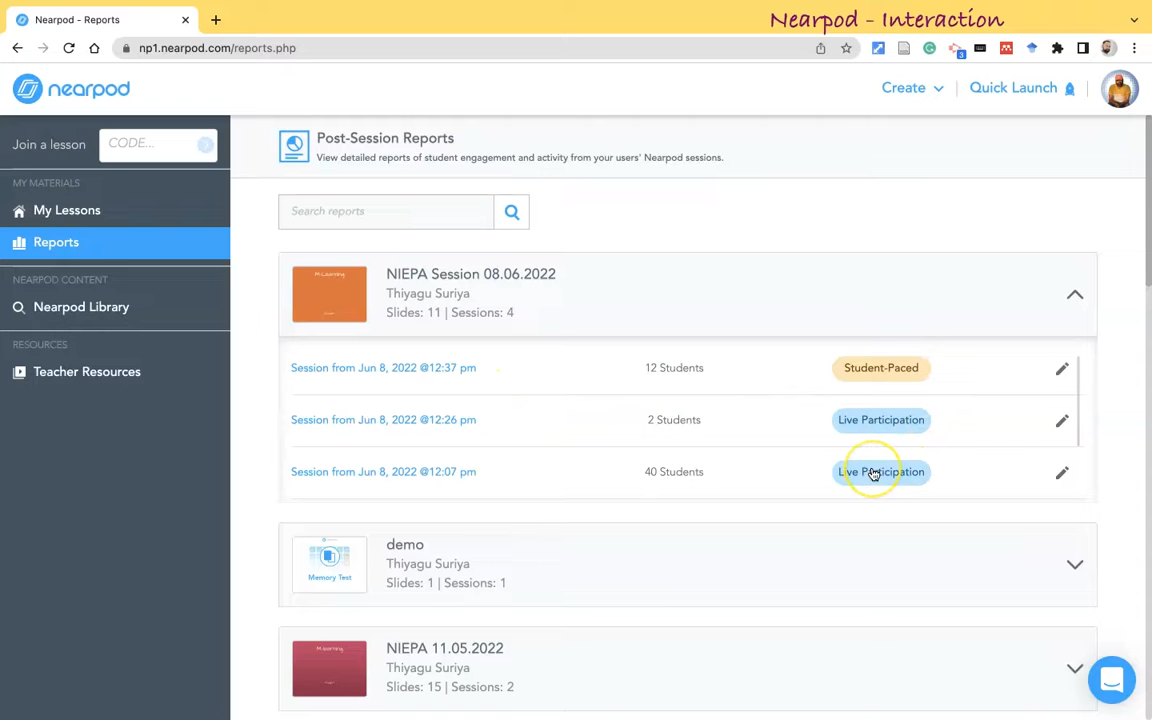 Nearpod - Reports
Nearpod - Interaction
np1.nearpod.com/reports.php
3
nearpod
Create
Quick Launch
Join a lesson
CODE...
Post-Session Reports
View detailed reports of student engagement and activity from your users' Nearpod sessions.
MY MATERIALS
My Lessons
Reports
NEARPOD CONTENT
Nearpod Library
RESOURCES
Teacher Resources
Search reports
M-Learning
NIEPA Session 08.06.2022
Thiyagu Suriya
Slides: 11 | Sessions: 4
Session from Jun 8, 2022 @12:37 pm
12 Students
Student-Paced
Session from Jun 8, 2022 @12:26 pm
2 Students
Live Participation
Session from Jun 8, 2022 @12:07 pm
40 Students
Live Participation
Memory Test
demo
Thiyagu Suriya
Slides: 1 | Sessions: 1
M-Learning
NIEPA 11.05.2022
Thiyagu Suriya
Slides: 15 | Sessions: 2